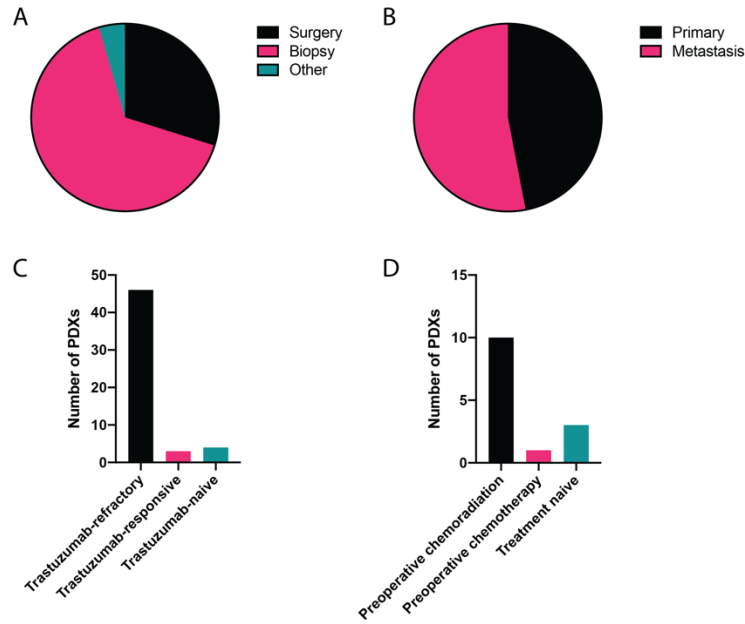 A
Surgery
Biopsy
Other
B
Primary
Metastasis
C
Number of PDXs
50
40
30
20
10
0
Trastuzumab-refractory
Trastuzumab-responsive
Trastuzumab-naive
D
Number of PDXs
15
10
5
0
Preoperative chemoradiation
Preoperative chemotherapy
Treatment naive